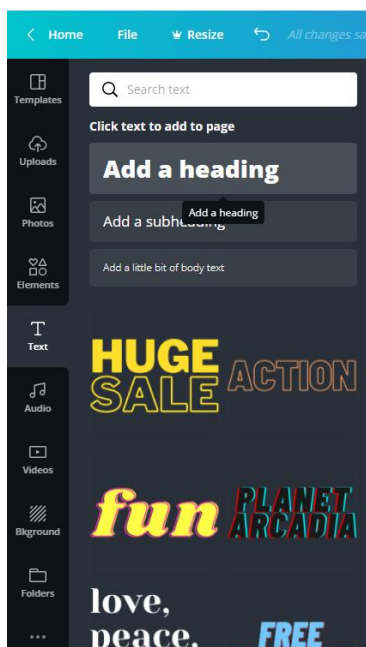 Home File Resize All changes sa
Templates
Uploads
Photos
Elements
Text
Audio
Videos
Bkground
Folders
Search text
Click text to add to page
Add a heading
Add a heading
Add a subheading
Add a little bit of body text
HUGE
SALE
ACTION
fun
PLANET
ARCADIA
love,
peace,
FREE